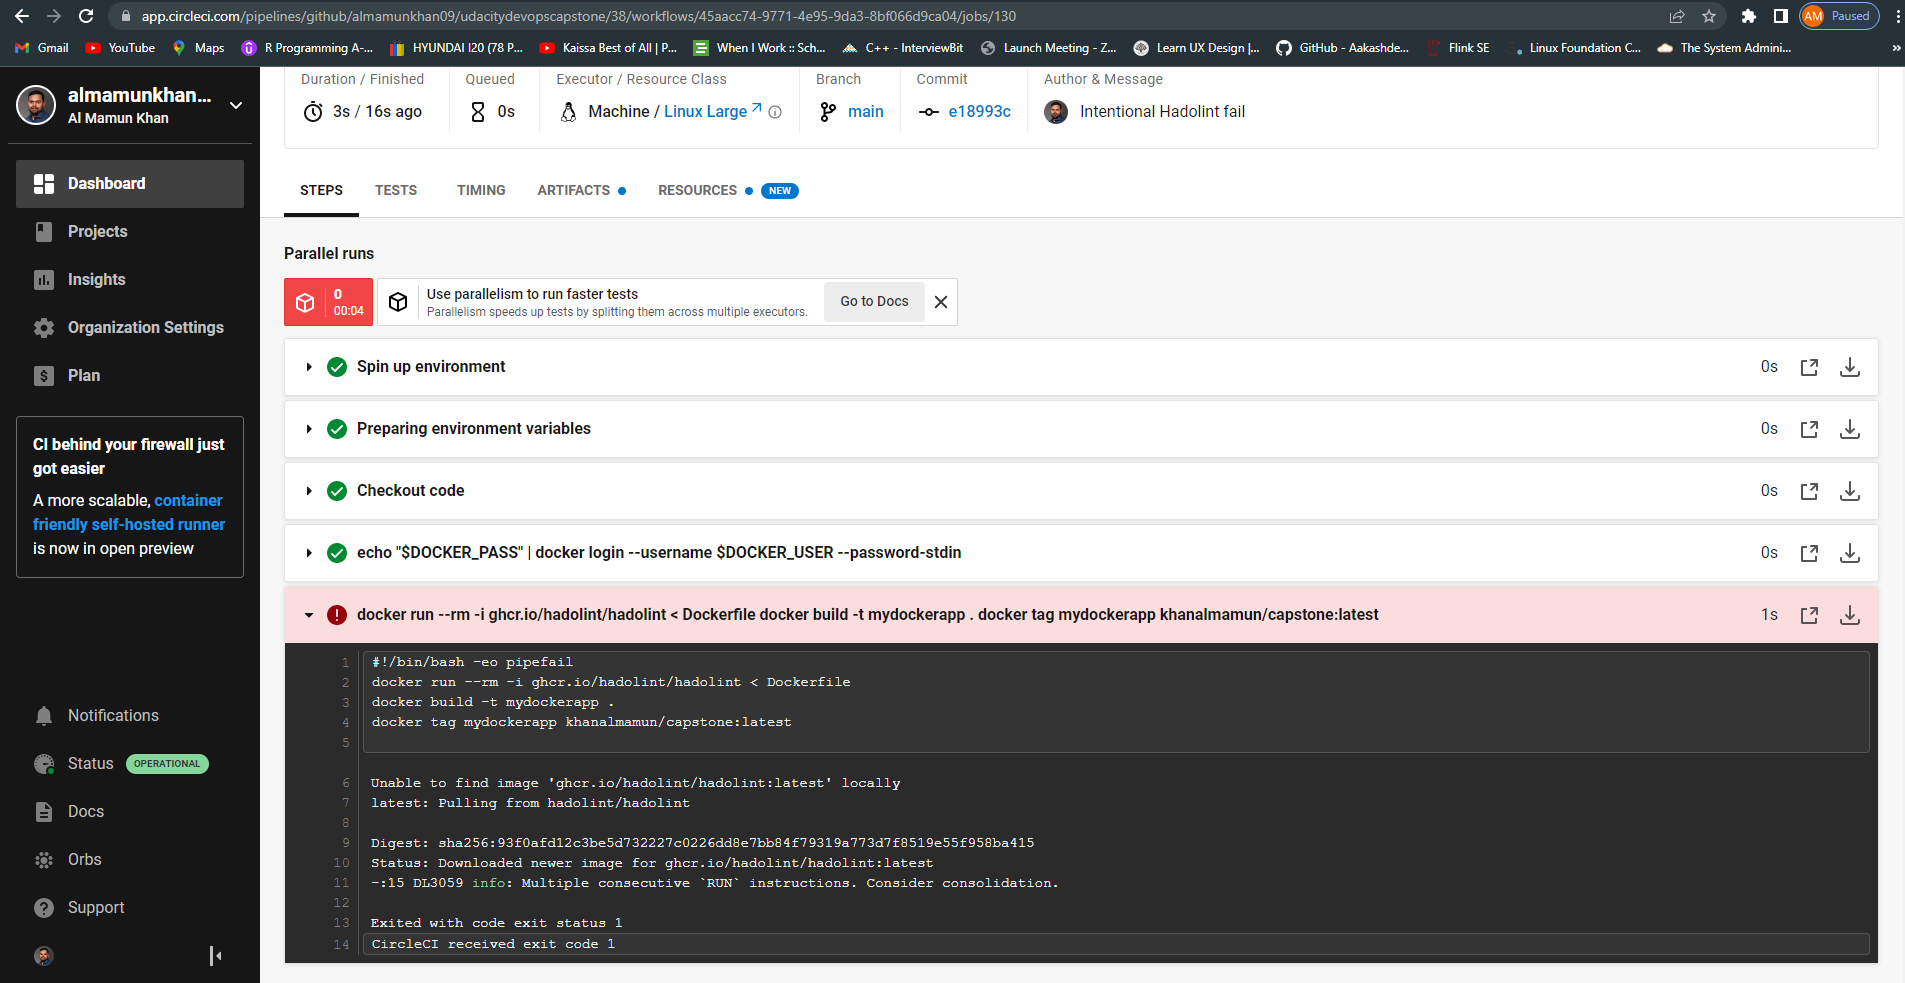 app.circleci.com/pipelines/github/almamunkhan09/udacitydevopscapstone/38/workflows/45aacc74-9771-4e95-9da3-8bf066d9ca04/jobs/130
AM Paused
Gmail YouTube Maps R Programming A-... HYUNDAI I20 (78 P... Kaissa Best of All | P... When I Work :: Sch... C++ - InterviewBit Launch Meeting - Z... Learn UX Design |... GitHub - Aakashde... Flink SE Linux Foundation C... The System Admini... »
almamunkhan...
Al Mamun Khan
Dashboard
Projects
Insights
Organization Settings
Plan
CI behind your firewall just
got easier
A more scalable, container
friendly self-hosted runner
is now in open preview
Notifications
Status OPERATIONAL
Docs
Orbs
Support
Duration / Finished Queued Executor / Resource Class Branch Commit Author & Message
3s / 16s ago 0s Machine / Linux Large main e18993c Intentional Hadolint fail
STEPS TESTS TIMING ARTIFACTS RESOURCES NEW
Parallel runs
0
00:04
Use parallelism to run faster tests
Parallelism speeds up tests by splitting them across multiple executors.
Go to Docs
Spin up environment 0s
Preparing environment variables 0s
Checkout code 0s
echo "$DOCKER_PASS" | docker login --username $DOCKER_USER --password-stdin 0s
docker run --rm -i ghcr.io/hadolint/hadolint < Dockerfile docker build -t mydockerapp . docker tag mydockerapp khanalmamun/capstone:latest 1s
1 #!/bin/bash -eo pipefail
2 docker run --rm -i ghcr.io/hadolint/hadolint < Dockerfile
3 docker build -t mydockerapp .
4 docker tag mydockerapp khanalmamun/capstone:latest
5
6 Unable to find image 'ghcr.io/hadolint/hadolint:latest' locally
7 latest: Pulling from hadolint/hadolint
8
9 Digest: sha256:93f0afd12c3be5d732227c0226dd8e7bb84f79319a773d7f8519e55f958ba415
10 Status: Downloaded newer image for ghcr.io/hadolint/hadolint:latest
11 -:15 DL3059 info: Multiple consecutive `RUN` instructions. Consider consolidation.
12
13 Exited with code exit status 1
14 CircleCI received exit code 1